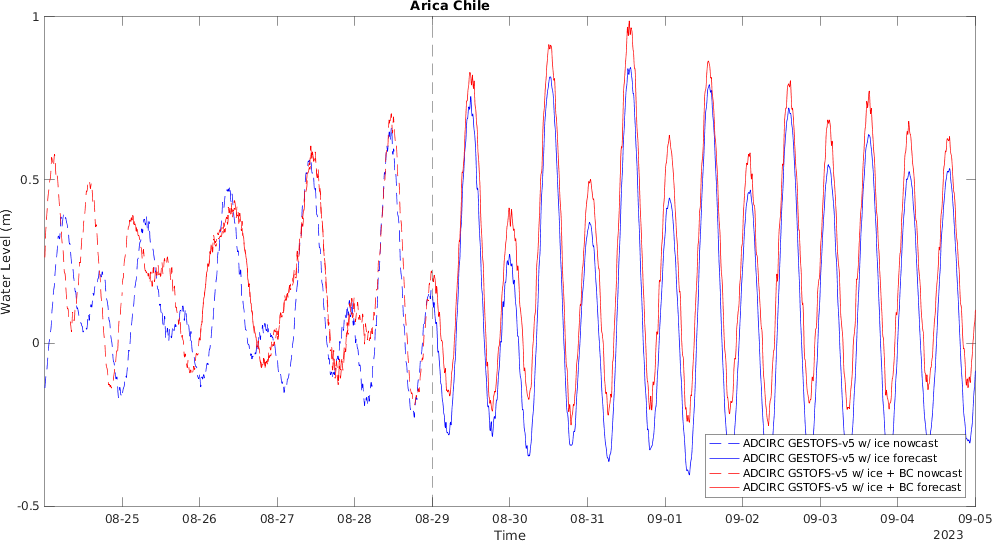 Arica Chile
Water Level (m)
1
0.5
0
-0.5
08-25 08-26 08-27 08-28 08-29 08-30 08-31 09-01 09-02 09-03 09-04 09-05
Time
2023
ADCIRC GESTOFS-v5 w/ ice nowcast
ADCIRC GESTOFS-v5 w/ ice forecast
ADCIRC GSTOFS-v5 w/ ice + BC nowcast
ADCIRC GSTOFS-v5 w/ ice + BC forecast